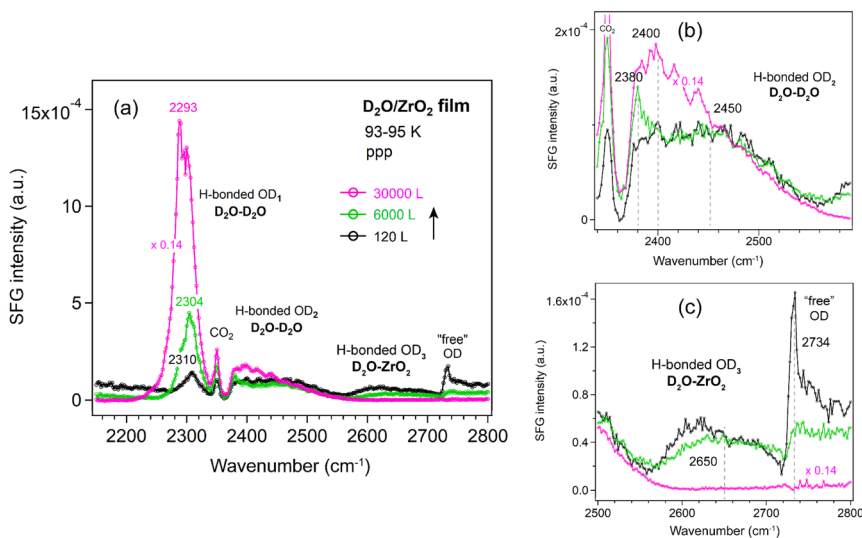 (a)
D₂O/ZrO₂ film
93-95 K
ppp
30000 L
6000 L
120 L
2293
H-bonded OD₁
D₂O-D₂O
x 0.14
2304
2310
CO₂
H-bonded OD₂
D₂O-D₂O
H-bonded OD₃
D₂O-ZrO₂
"free"
OD
15x10⁻⁴
10
5
0
SFG intensity (a.u.)
2200 2300 2400 2500 2600 2700 2800
Wavenumber (cm⁻¹)
(b)
2x10⁻⁴
0
SFG intensity (a.u.)
CO₂
2400
2380
x 0.14
2450
H-bonded OD₂
D₂O-D₂O
2400 2500
Wavenumber (cm⁻¹)
(c)
1.6x10⁻⁴
1.2
0.8
0.4
0.0
SFG intensity (a.u.)
"free"
OD
2734
H-bonded OD₃
D₂O-ZrO₂
2650
x 0.14
2500 2600 2700 2800
Wavenumber (cm⁻¹)